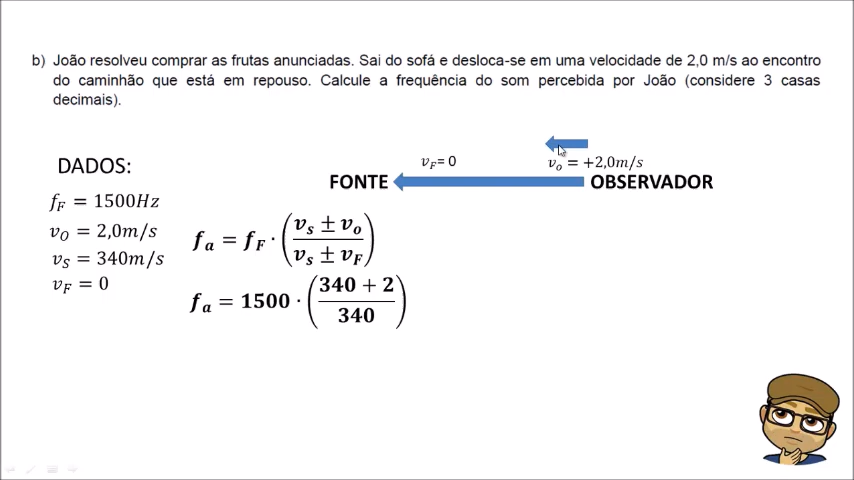 b) João resolveu comprar as frutas anunciadas. Sai do sofá e desloca-se em uma velocidade de 2,0 m/s ao encontro
do caminhão que está em repouso. Calcule a frequência do som percebida por João (considere 3 casas
decimais).
DADOS:
f_F = 1500Hz
v_O = 2,0m/s
v_S = 340m/s
v_F = 0
v_F= 0
v_o = +2,0m/s
FONTE OBSERVADOR
f_a = f_F · (v_s ± v_o / v_s ± v_F)
f_a = 1500 · (340 + 2 / 340)